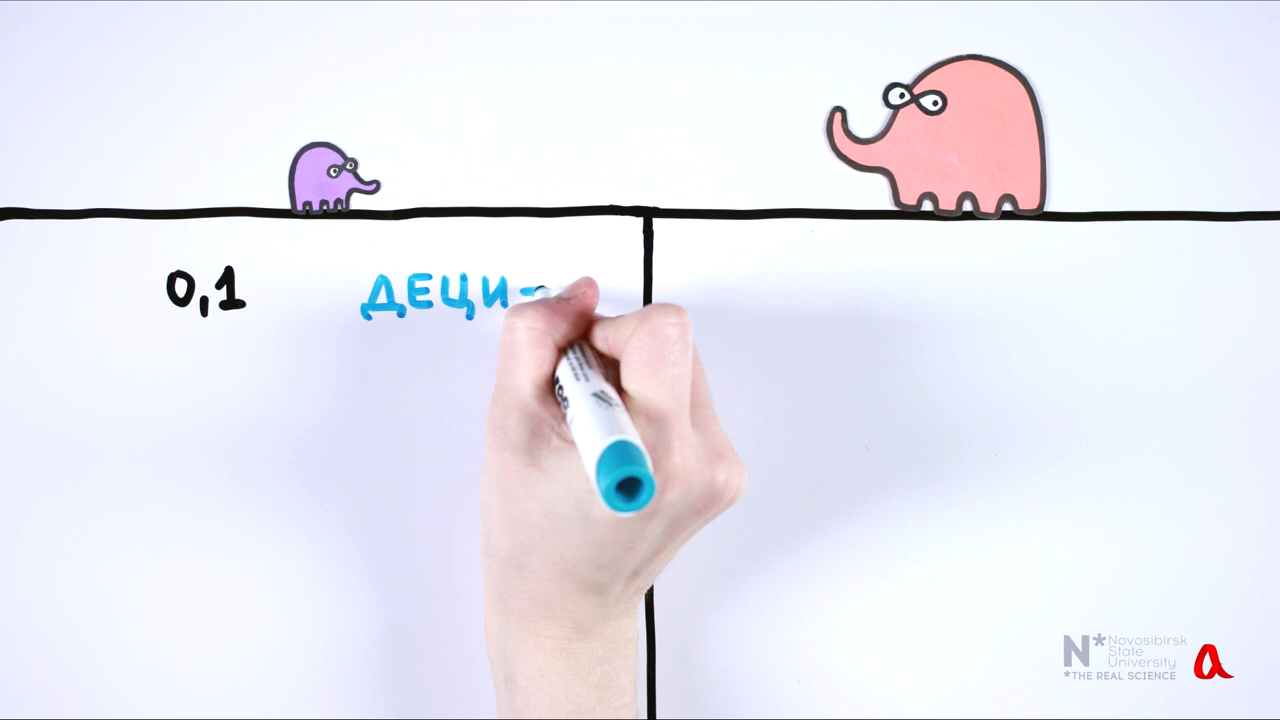 0,1 ДЕЦИ-
N* Novosibirsk
State
University
*THE REAL SCIENCE
a